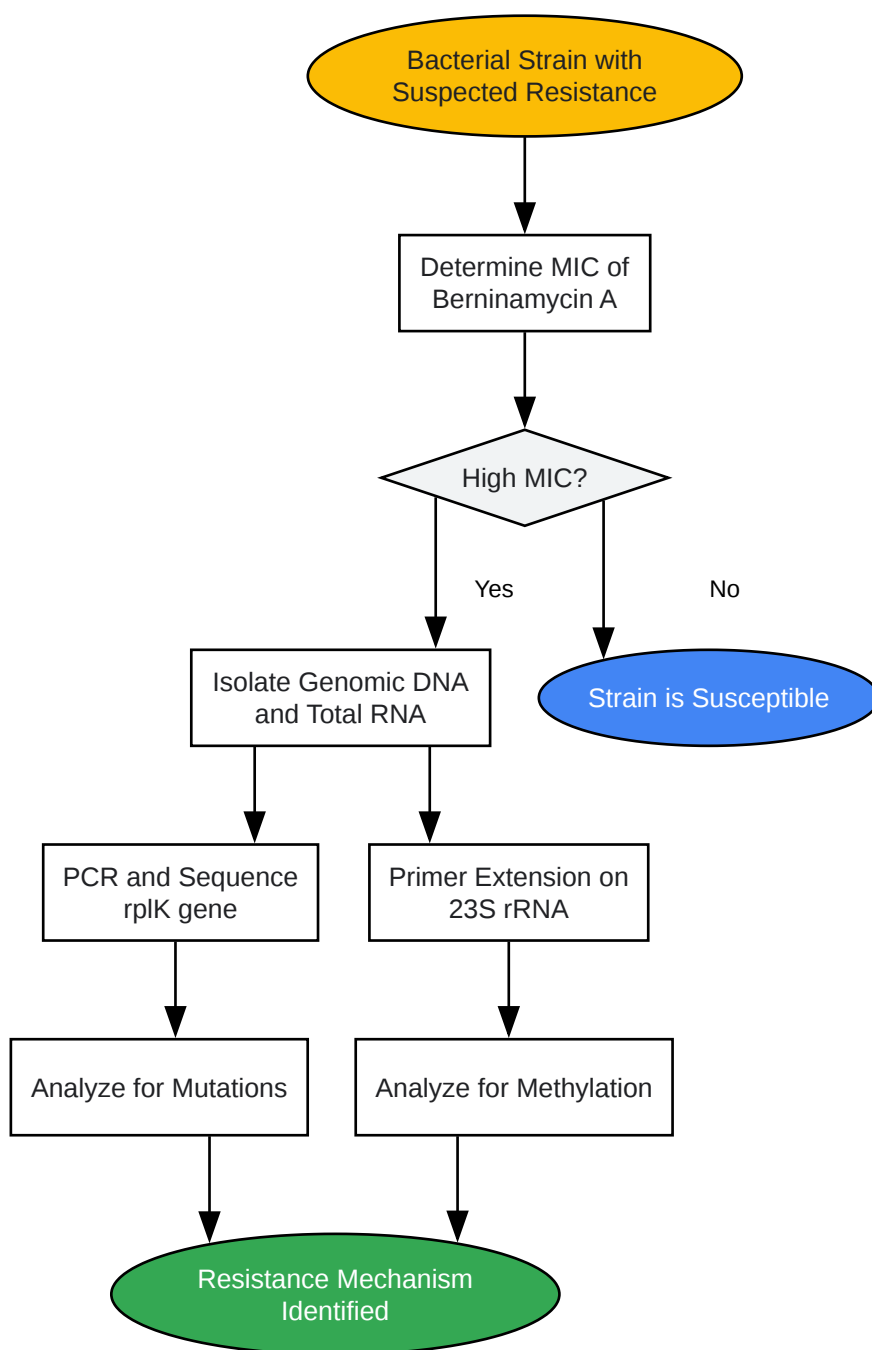 Bacterial Strain with
Suspected Resistance
Determine MIC of
Berninamycin A
High MIC?
Yes
No
Isolate Genomic DNA
and Total RNA
Strain is Susceptible
PCR and Sequence
rplK gene
Primer Extension on
23S rRNA
Analyze for Mutations
Analyze for Methylation
Resistance Mechanism
Identified